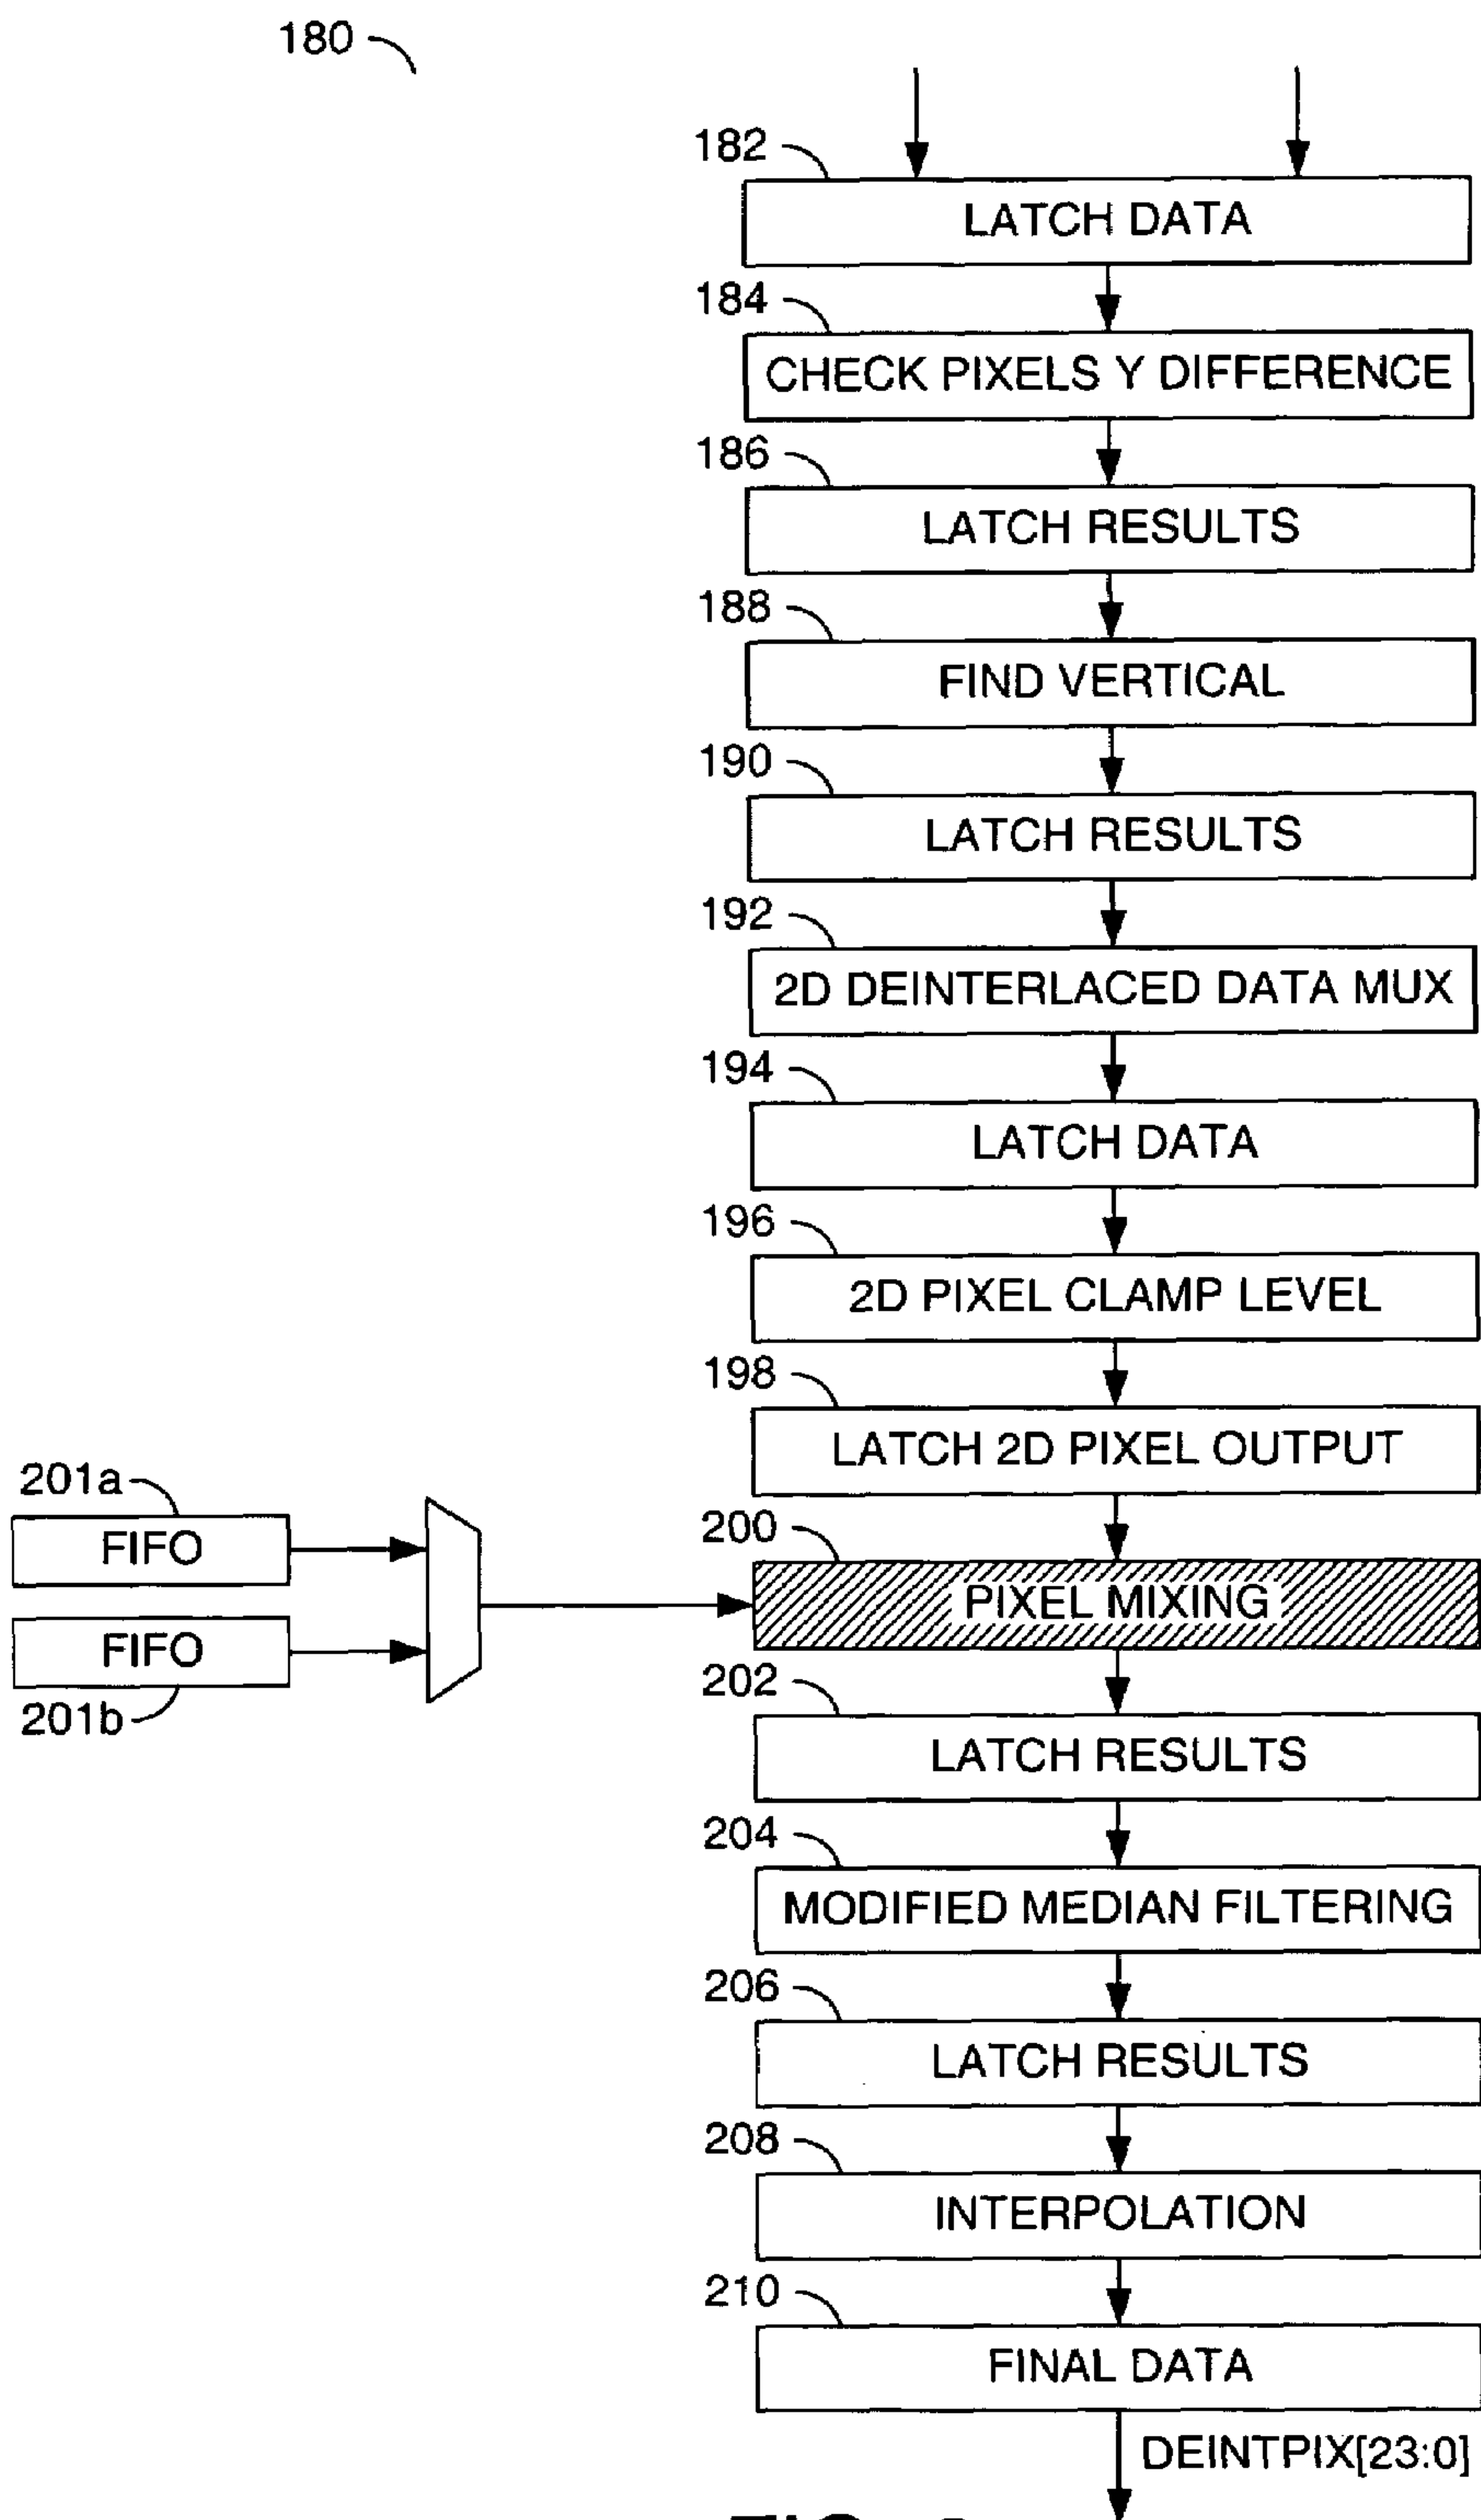 180
182
LATCH DATA
184
CHECK PIXELS Y DIFFERENCE
186
LATCH RESULTS
188
FIND VERTICAL
190
LATCH RESULTS
192
2D DEINTERLACED DATA MUX
194
LATCH DATA
196
2D PIXEL CLAMP LEVEL
198
LATCH 2D PIXEL OUTPUT
201a
FIFO
FIFO
201b
200
PIXEL MIXING
202
LATCH RESULTS
204
MODIFIED MEDIAN FILTERING
206
LATCH RESULTS
208
INTERPOLATION
210
FINAL DATA
DEINTPIX[23:0]